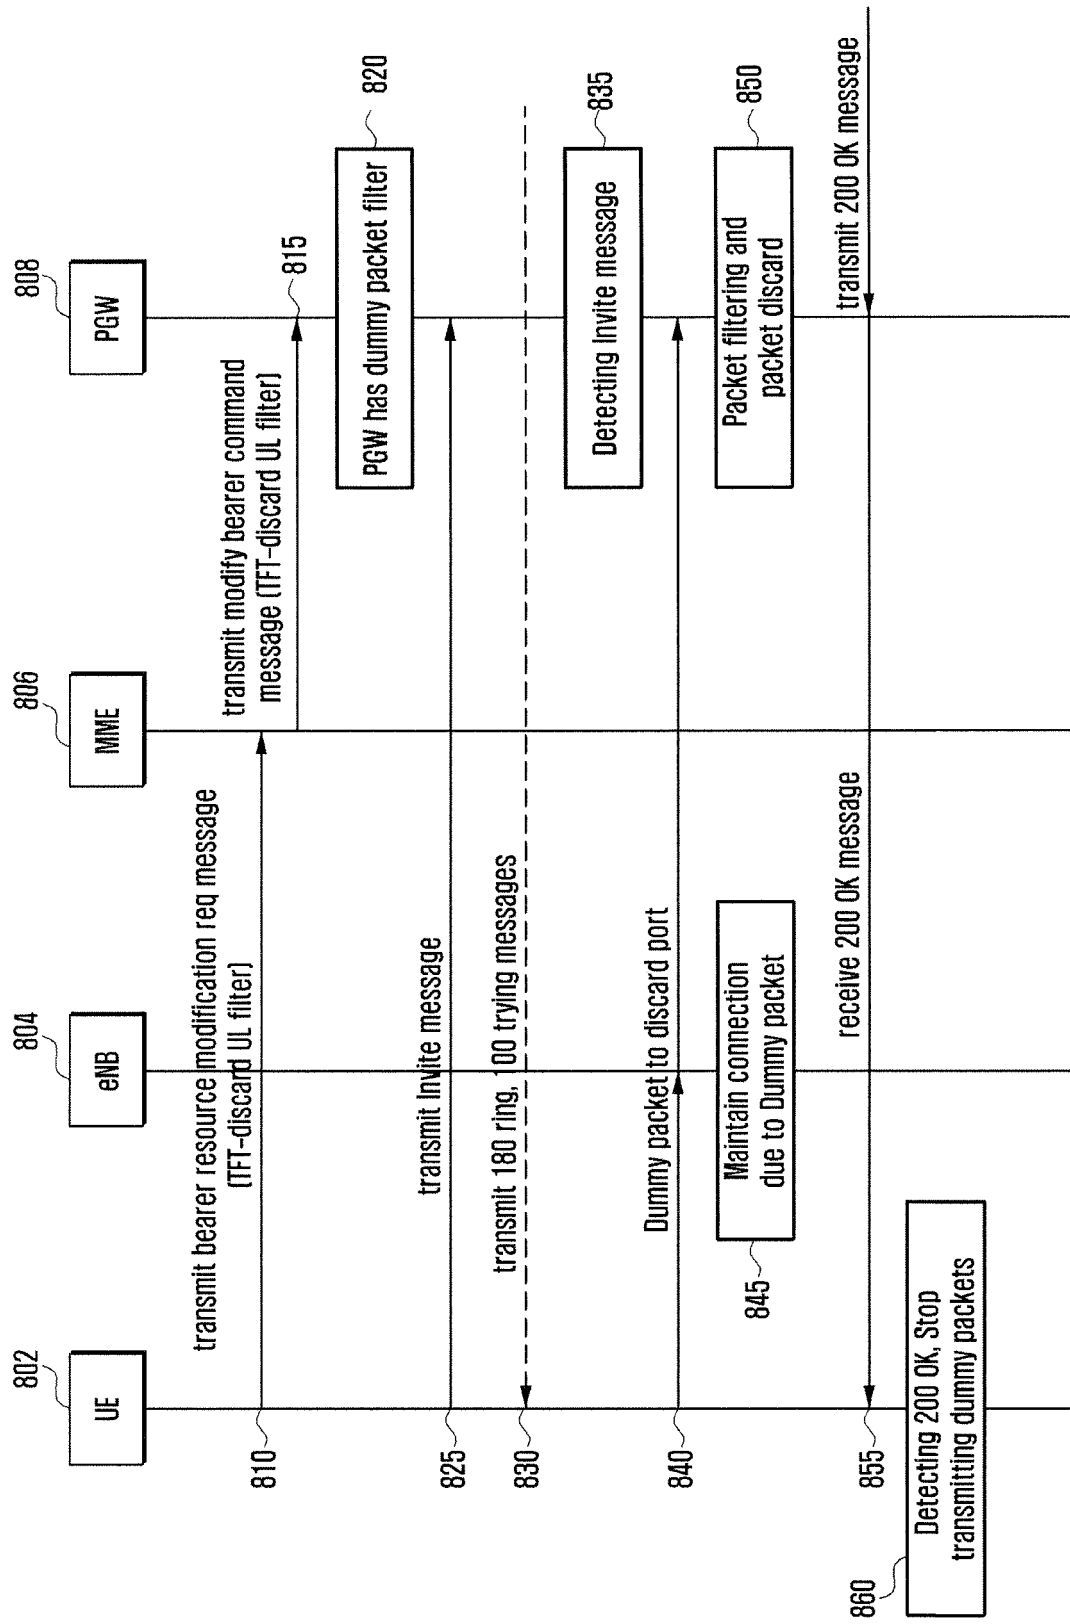 802
UE
804
eNB
806
MME
808
PGW
transmit bearer resource modification req message
(TFT-discard UL filter)
810
transmit modify bearer command
message (TFT-discard UL filter)
815
PGW has dummy packet filter
820
transmit Invite message
825
transmit 180 ring, 100 trying messages
830
Detecting Invite message
835
Dummy packet to discard port
840
Maintain connection
due to Dummy packet
845
Packet filtering and
packet discard
850
transmit 200 OK message
receive 200 OK message
855
Detecting 200 OK, Stop
transmitting dummy packets
860